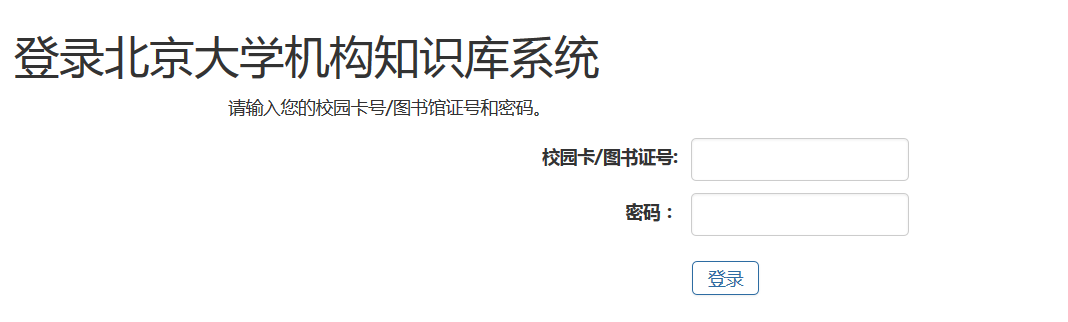 登录北京大学机构知识库系统
请输入您的校园卡号/图书馆证号和密码。
校园卡/图书证号:
密码：
登录